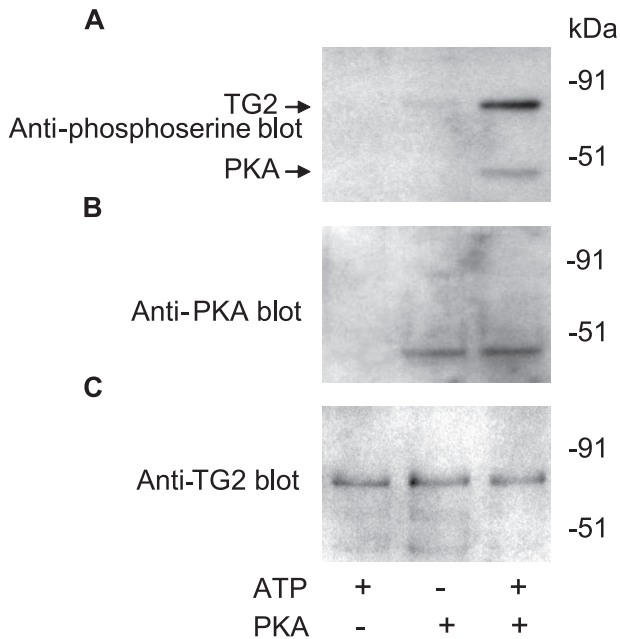 A
kDa
-91
TG2
Anti-phosphoserine blot
-51
PKA
B
-91
Anti-PKA blot
-51
C
-91
Anti-TG2 blot
-51
ATP + - +
PKA - + +